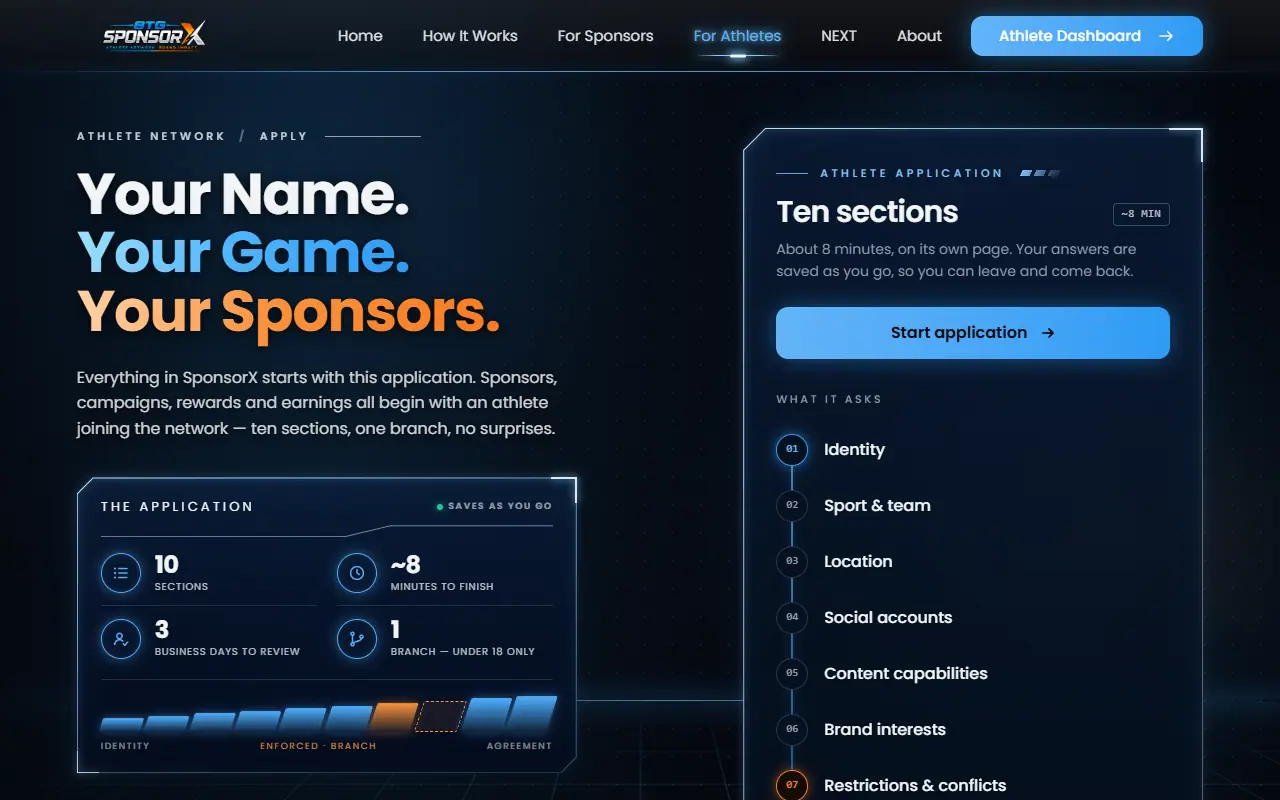 BTG
SPONSORX
ATHLETE NETWORK. BRAND IMPACT.
Home
How It Works
For Sponsors
For Athletes
NEXT
About
Athlete Dashboard →
ATHLETE NETWORK / APPLY
Your Name.
Your Game.
Your Sponsors.
Everything in SponsorX starts with this application. Sponsors,
campaigns, rewards and earnings all begin with an athlete
joining the network — ten sections, one branch, no surprises.
THE APPLICATION
SAVES AS YOU GO
10
SECTIONS
~8
MINUTES TO FINISH
3
BUSINESS DAYS TO REVIEW
1
BRANCH — UNDER 18 ONLY
IDENTITY
ENFORCED · BRANCH
AGREEMENT
ATHLETE APPLICATION
Ten sections
~8 MIN
About 8 minutes, on its own page. Your answers are
saved as you go, so you can leave and come back.
Start application →
WHAT IT ASKS
01 Identity
02 Sport & team
03 Location
04 Social accounts
05 Content capabilities
06 Brand interests
07 Restrictions & conflicts